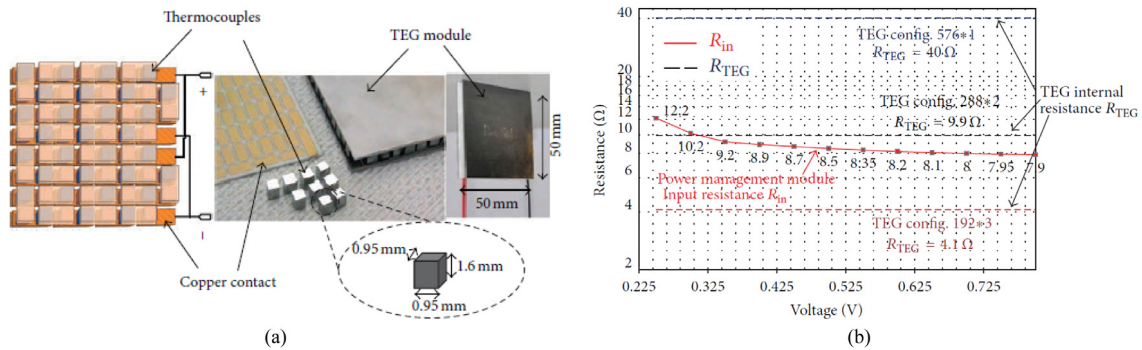 Thermocouples
TEG module
+
50 mm
50 mm
0.95 mm
1.6 mm
0.95 mm
Copper contact
(a)
Resistance (Ω)
40
20
18
16
14
12
10
8
6
4
2
R_in
R_TEG
TEG config. 576*1
R_TEG = 40 Ω
TEG config. 288*2
R_TEG = 9.9 Ω
TEG internal
resistance R_TEG
12.2
10.2
9.2
8.9
8.7
8.5
8.35
8.2
8.1
8
7.95
7.9
Power management module
Input resistance R_in
TEG config. 192*3
R_TEG = 4.1 Ω
0.225
0.325
0.425
0.525
0.625
0.725
Voltage (V)
(b)